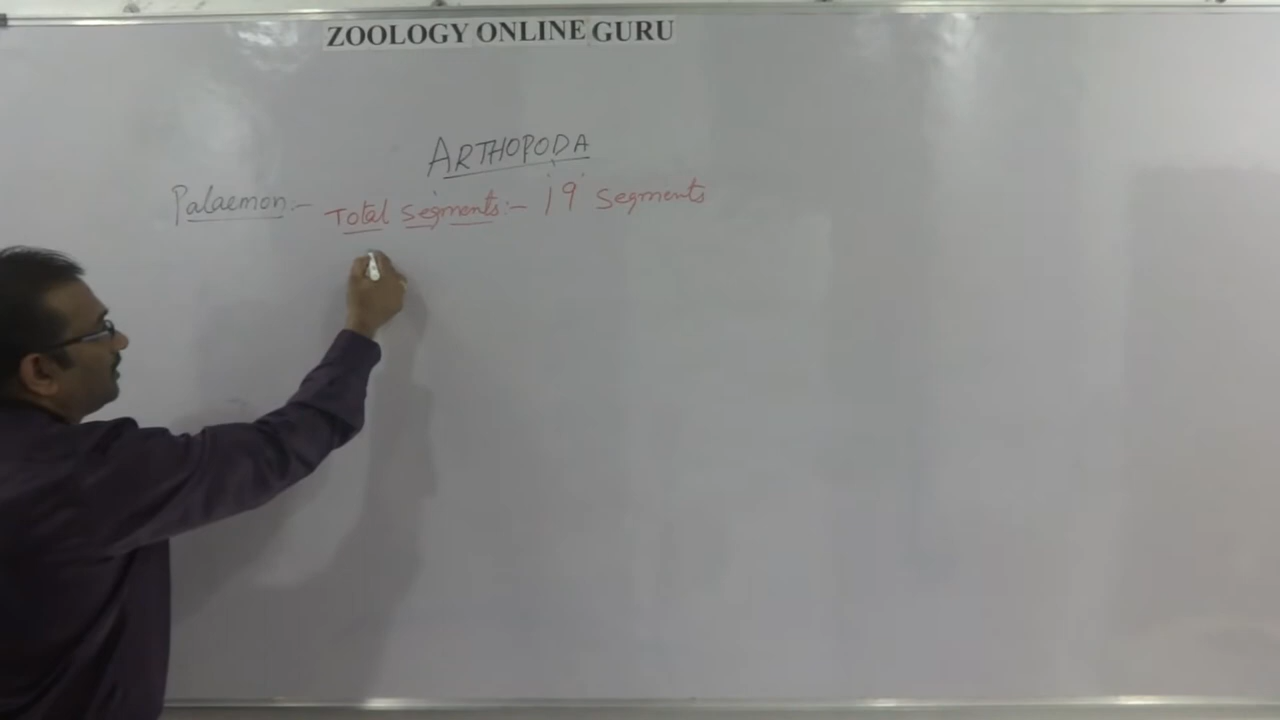 ZOOLOGY ONLINE GURU
ARTHOPODA
Palaemon:- Total Segments:- 19 Segments